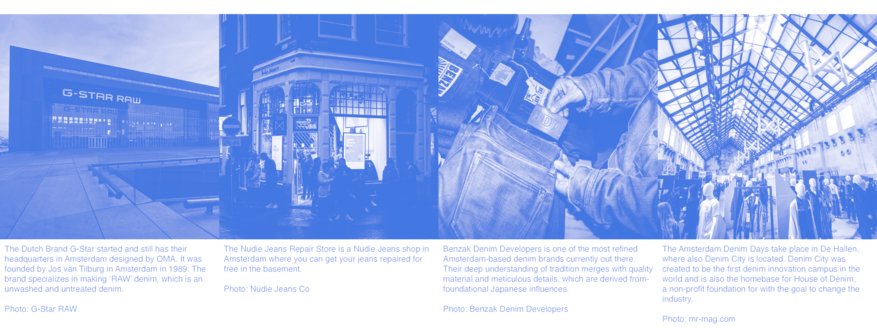 G-STAR RAW
The Dutch Brand G-Star started and still has their
headquarters in Amsterdam designed by OMA. It was
founded by Jos van Tilburg in Amsterdam in 1989. The
brand specializes in making 'RAW' denim, which is an
unwashed and untreated denim.
Photo: G-Star RAW
The Nudie Jeans Repair Store is a Nudie Jeans shop in
Amsterdam where you can get your jeans repaired for
free in the basement.
Photo: Nudie Jeans Co
BENZAK
Benzak Denim Developers is one of the most refined
Amsterdam-based denim brands currently out there.
Their deep understanding of tradition merges with quality
material and meticulous details, which are derived from-
foundational Japanese influences.
Photo: Benzak Denim Developers
The Amsterdam Denim Days take place in De Hallen,
where also Denim City is located. Denim City was
created to be the first denim innovation campus in the
world and is also the homebase for House of Denim,
a non-profit foundation for with the goal to change the
industry.
Photo: mr-mag.com